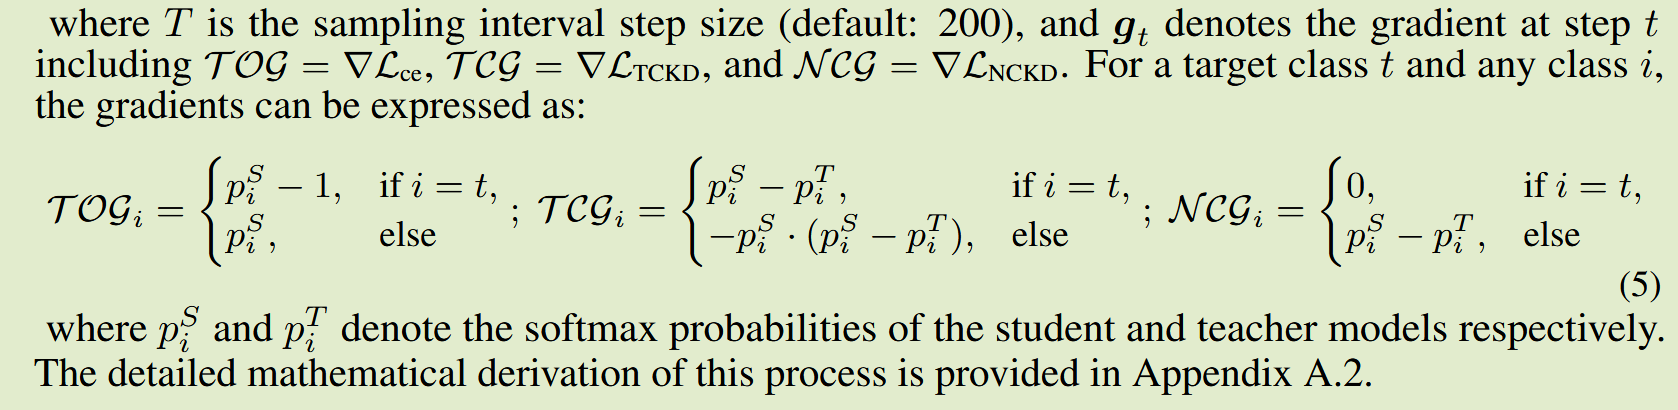 where $T$ is the sampling interval step size (default: 200), and $\boldsymbol{g}_t$ denotes the gradient at step $t$
including $\mathcal{TOG} = \nabla\mathcal{L}_{\text{ce}}$, $\mathcal{TCG} = \nabla\mathcal{L}_{\text{TCKD}}$, and $\mathcal{NCG} = \nabla\mathcal{L}_{\text{NCKD}}$. For a target class $t$ and any class $i$,
the gradients can be expressed as:
$\mathcal{TOG}_i = \begin{cases} p_i^S - 1, & \text{if } i = t, \\ p_i^S, & \text{else} \end{cases}$ ; $\mathcal{TCG}_i = \begin{cases} p_i^S - p_i^T, & \text{if } i = t, \\ -p_i^S \cdot (p_i^S - p_i^T), & \text{else} \end{cases}$ ; $\mathcal{NCG}_i = \begin{cases} 0, & \text{if } i = t, \\ p_i^S - p_i^T, & \text{else} \end{cases}$
(5)
where $p_i^S$ and $p_i^T$ denote the softmax probabilities of the student and teacher models respectively.
The detailed mathematical derivation of this process is provided in Appendix A.2.